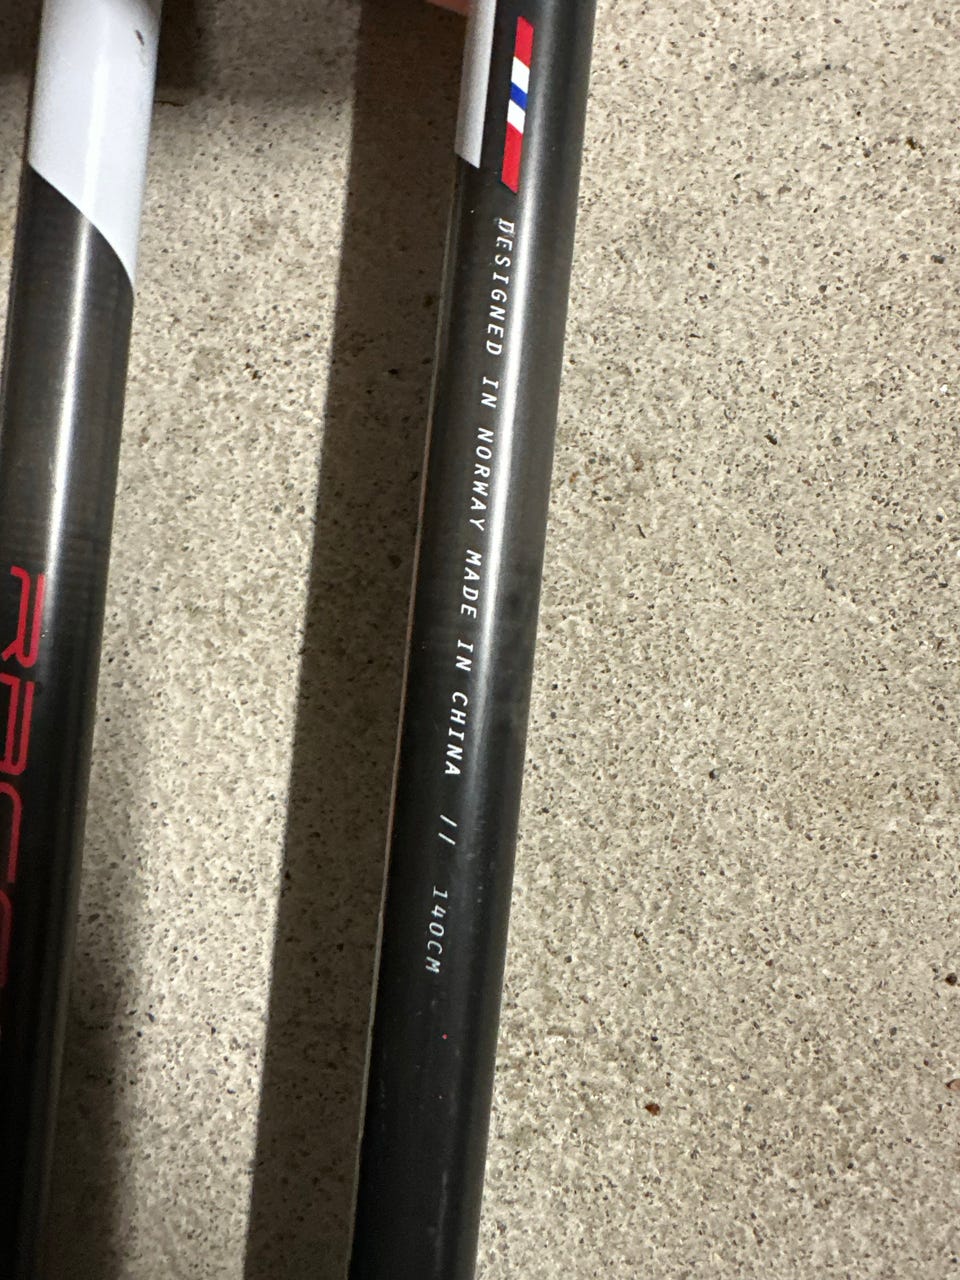 DESIGNED IN NORWAY MADE IN CHINA // 140CM